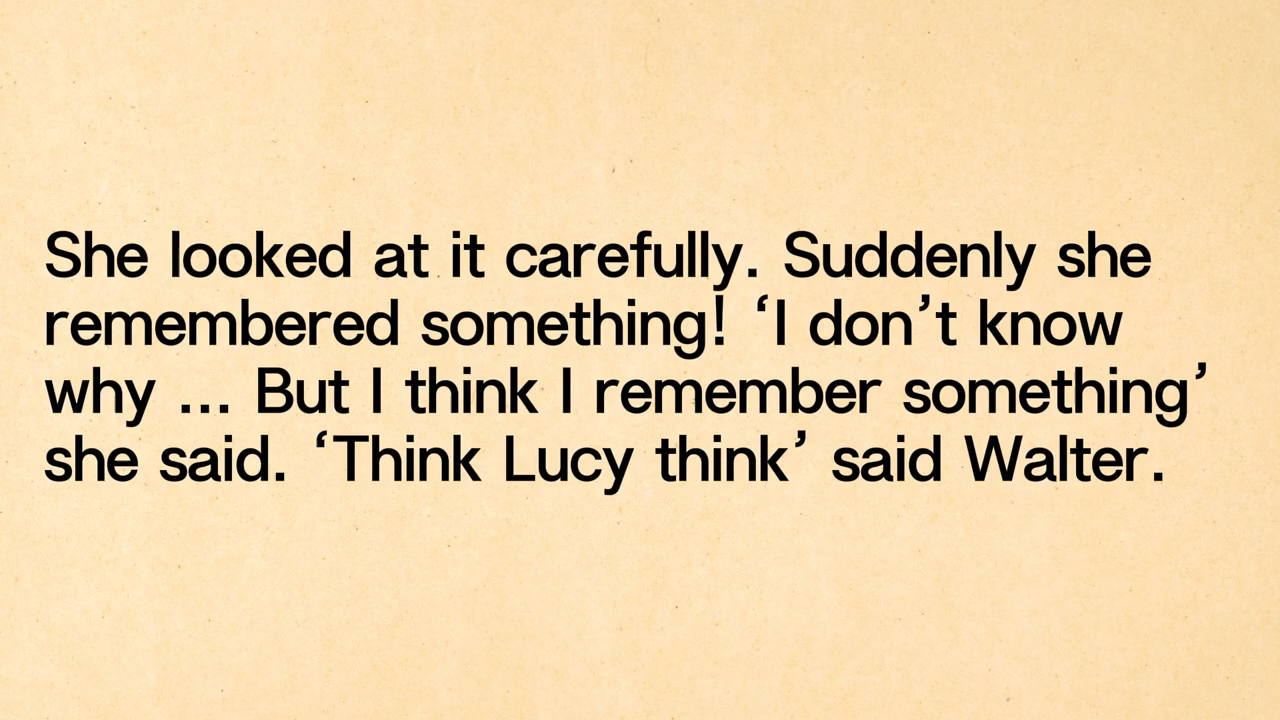 She looked at it carefully. Suddenly she
remembered something! ‘I don’t know
why ... But I think I remember something’
she said. ‘Think Lucy think’ said Walter.